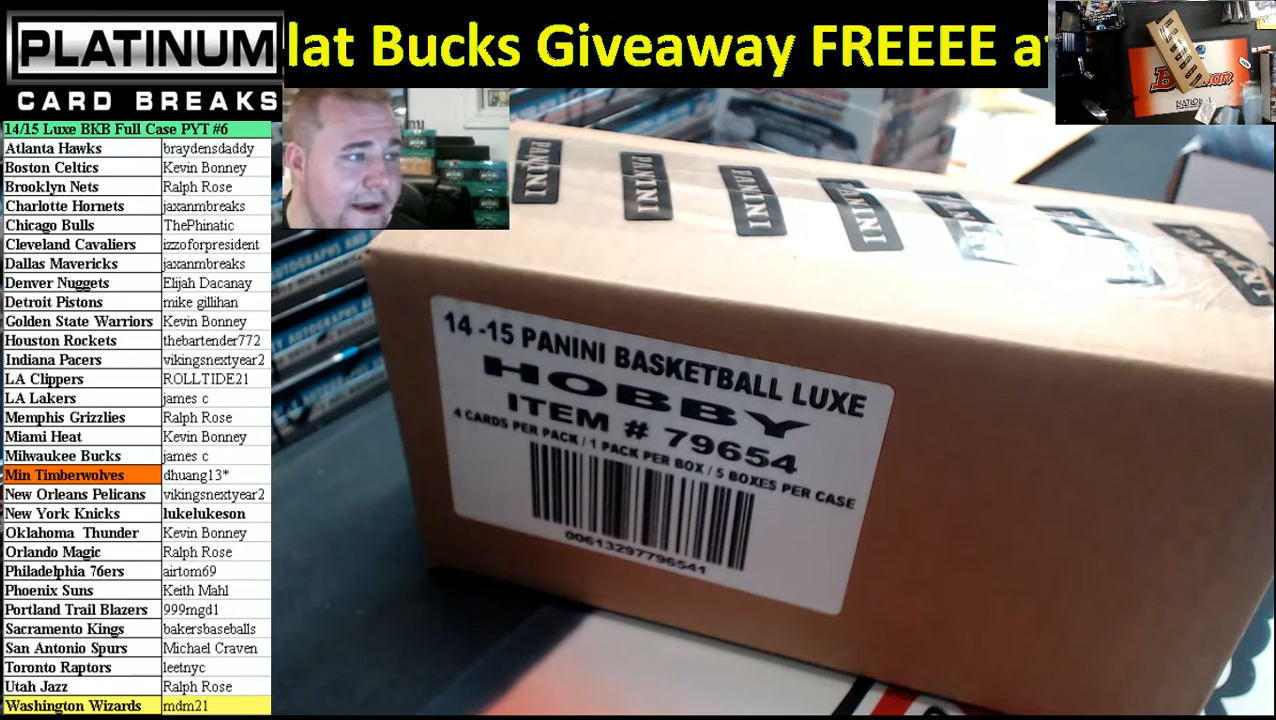 PLATINUM
CARD BREAKS
lat Bucks Giveaway FREEEE a
14/15 Luxe BKB Full Case PYT #6
Atlanta Hawks braydensdaddy
Boston Celtics Kevin Bonney
Brooklyn Nets Ralph Rose
Charlotte Hornets jaxanmbreaks
Chicago Bulls ThePhinatic
Cleveland Cavaliers izzoforpresident
Dallas Mavericks jaxanmbreaks
Denver Nuggets Elijah Dacanay
Detroit Pistons mike gillihan
Golden State Warriors Kevin Bonney
Houston Rockets thebartender772
Indiana Pacers vikingsnextyear2
LA Clippers ROLLTIDE21
LA Lakers james c
Memphis Grizzlies Ralph Rose
Miami Heat Kevin Bonney
Milwaukee Bucks james c
Min Timberwolves dhuang13*
New Orleans Pelicans vikingsnextyear2
New York Knicks lukelukeson
Oklahoma Thunder Kevin Bonney
Orlando Magic Ralph Rose
Philadelphia 76ers airtom69
Phoenix Suns Keith Mahl
Portland Trail Blazers 999mgd1
Sacramento Kings bakersbaseballs
San Antonio Spurs Michael Craven
Toronto Raptors leetnyc
Utah Jazz Ralph Rose
Washington Wizards mdm21
PANINI
PANINI
PANINI
PANINI
PANINI
PANINI
14-15 PANINI BASKETBALL LUXE
HOBBY
ITEM # 79654
4 CARDS PER PACK / 1 PACK PER BOX / 5 BOXES PER CASE
00613297796541
Bowman
NATIONAL